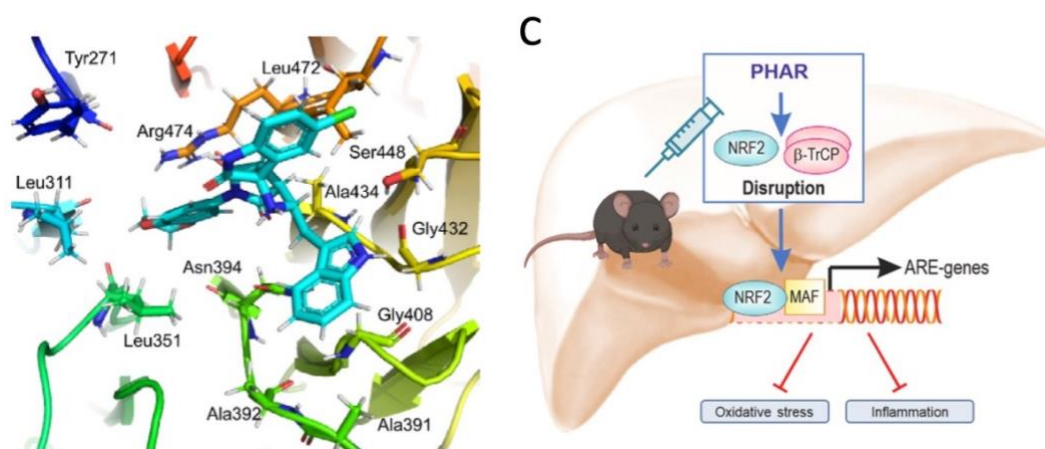 Tyr271
Leu472
Arg474
Ser448
Leu311
Ala434
Gly432
Asn394
Gly408
Leu351
Ala392
Ala391
C
PHAR
NRF2
β-TrCP
Disruption
NRF2
MAF
ARE-genes
Oxidative stress
Inflammation